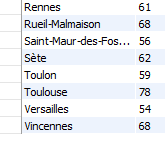 Rennes 61
Rueil-Malmaison 68
Saint-Maur-des-Fos... 56
Sète 62
Toulon 59
Toulouse 78
Versailles 54
Vincennes 68